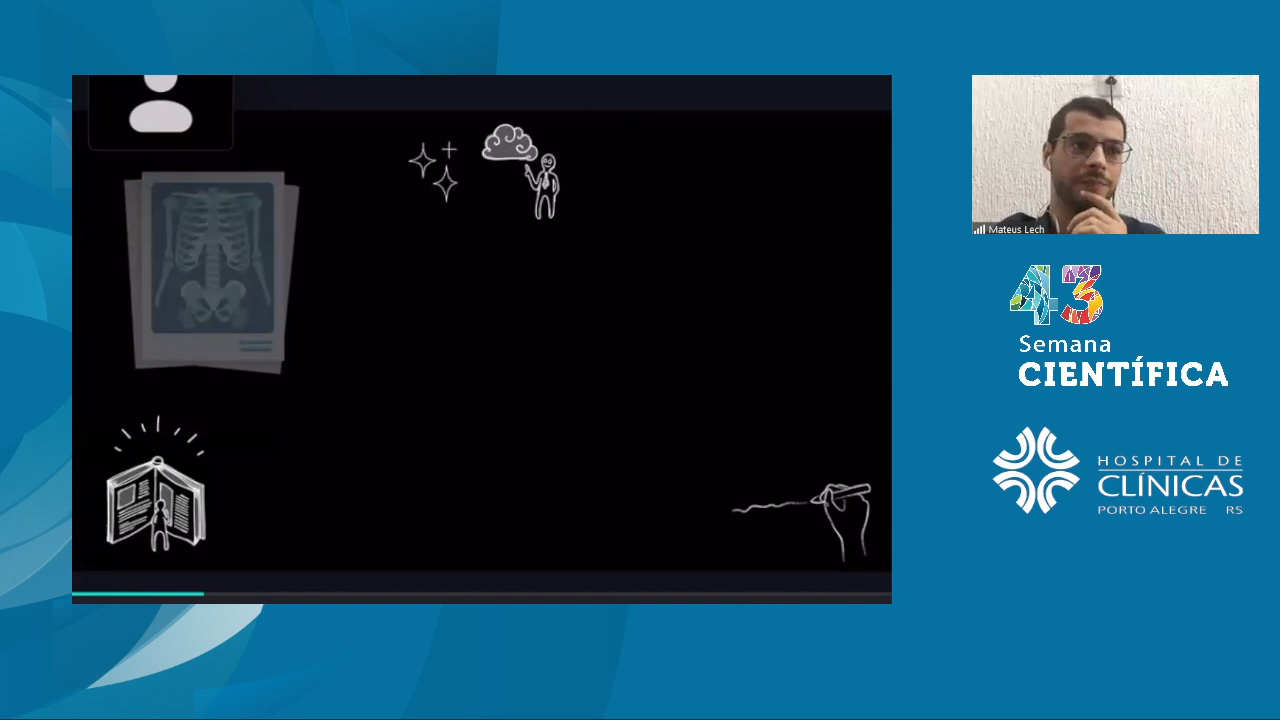 Mateus Lech
43
Semana
CIENTÍFICA
HOSPITAL DE
CLÍNICAS
PORTO ALEGRE RS